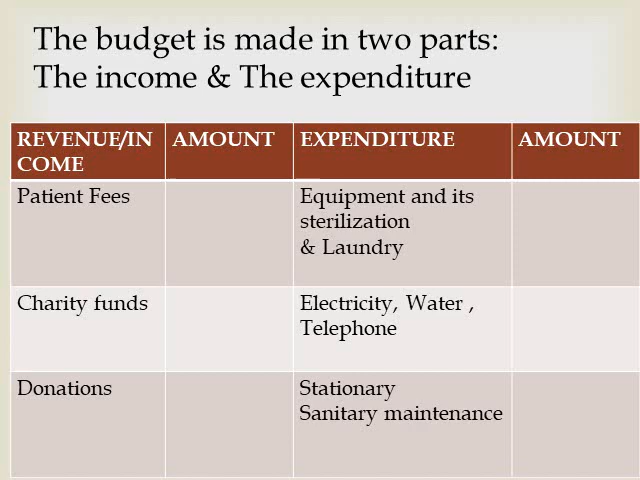 The budget is made in two parts:
The income & The expenditure
REVENUE/IN
COME
AMOUNT
EXPENDITURE
AMOUNT
Patient Fees
Equipment and its
sterilization
& Laundry
Charity funds
Electricity, Water ,
Telephone
Donations
Stationary
Sanitary maintenance